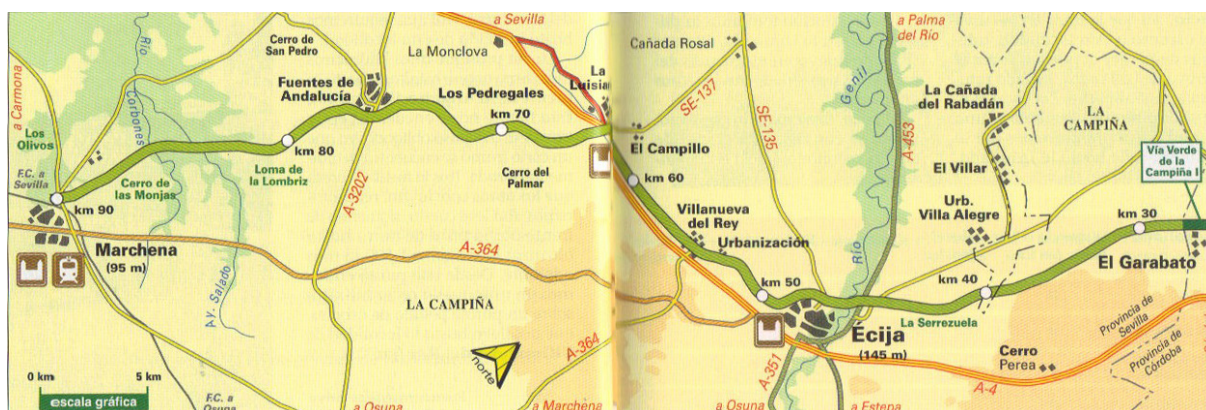 a Sevilla
a Palma
del Río
Cerro de
San Pedro
La Monclova
Cañada Rosal
Río
Corbones
Fuentes de
Andalucía
La
Luisian
Los Pedregales
km 70
SE-137
SE-135
Genil
A-453
La Cañada
del Rabadán
LA
CAMPIÑA
a Carmona
Los
Olivos
km 80
Loma de
la Lombriz
El Campillo
El Villar
Vía Verde
de la
Campiña I
F.C. a
Sevilla
Cerro de
las Monjas
Cerro
del Palmar
km 60
km 90
A-3202
Villanueva
del Rey
Urb.
Villa Alegre
km 30
Marchena
(95 m)
A-364
Urbanización
Río
El Garabato
Ay. Salado
km 50
km 40
LA CAMPIÑA
La Serrezuela
Écija
(145 m)
Provincia de
Sevilla
Provincia de
Córdoba
norte
A-364
A-351
Cerro
Perea
A-4
0 km
5 km
escala gráfica
F.C. a
Osuna
a Osuna
a Marchena
a Osuna
a Estepa